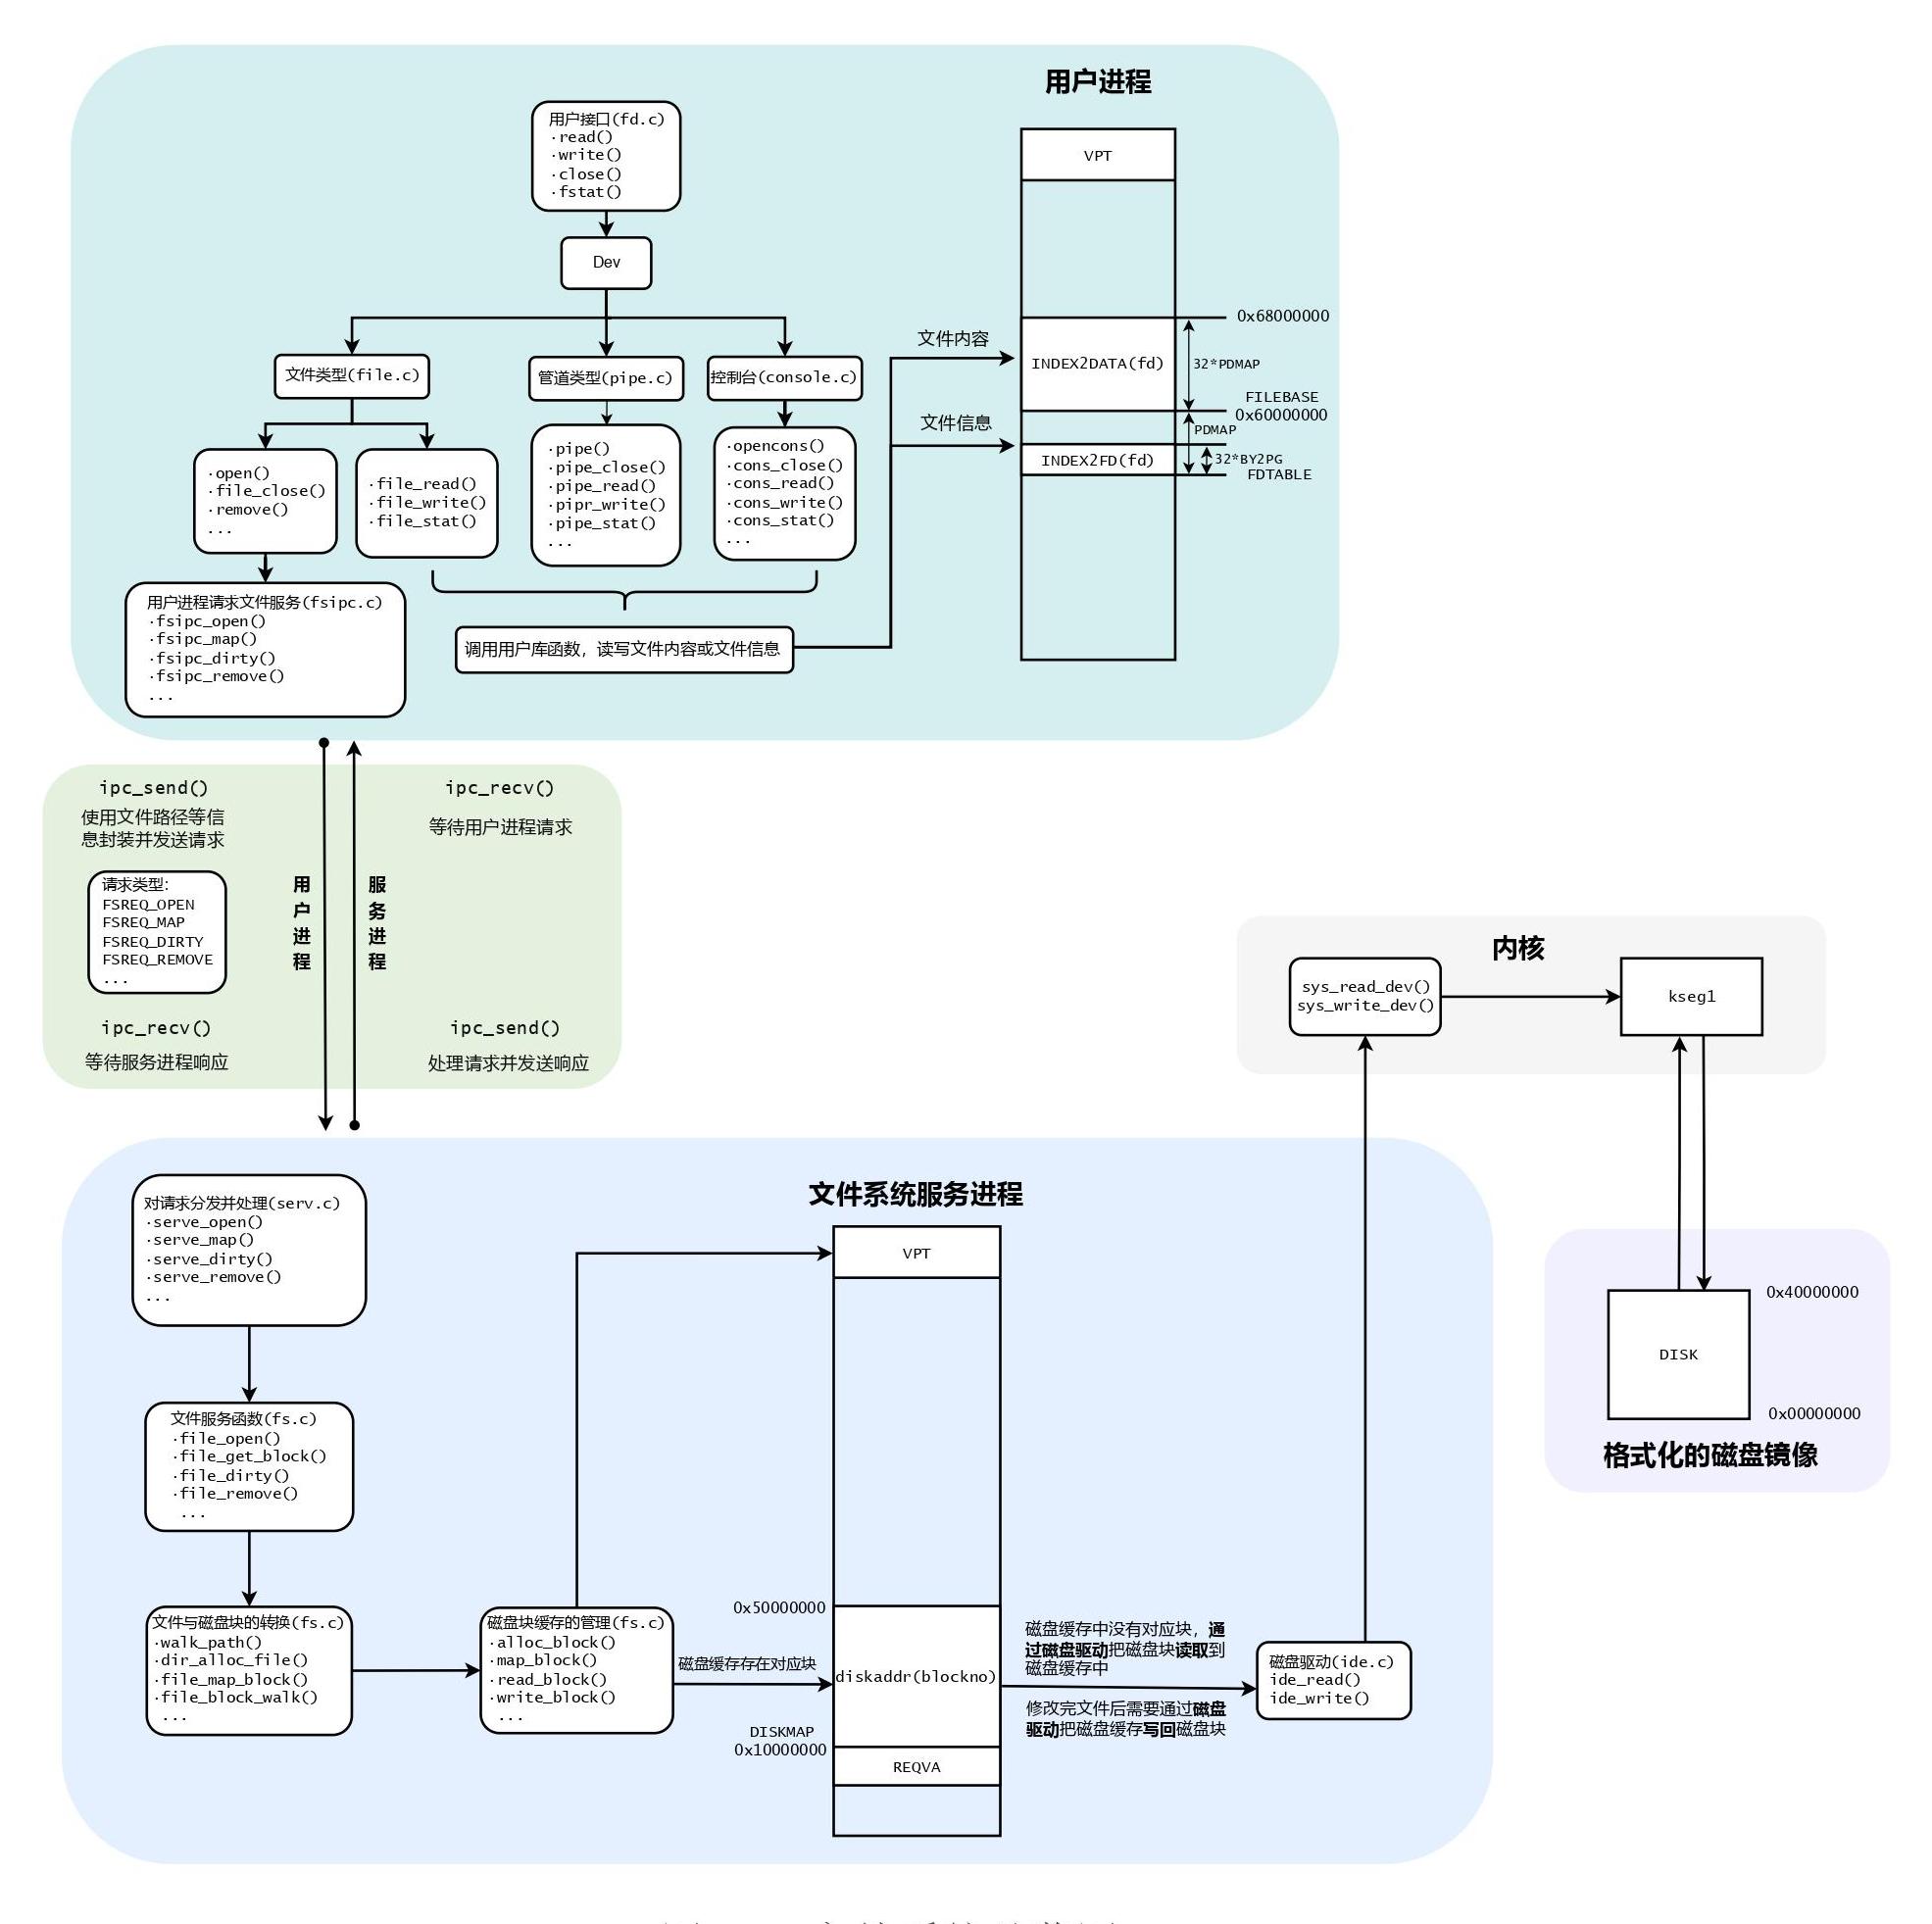 用户进程
用户接口(fd.c)
·read()
·write()
·close()
·fstat()
Dev
文件类型(file.c)
管道类型(pipe.c)
控制台(console.c)
·open()
·file_close()
·remove()
...
·file_read()
·file_write()
·file_stat()
·pipe()
·pipe_close()
·pipe_read()
·pipr_write()
·pipe_stat()
...
·opencons()
·cons_close()
·cons_read()
·cons_write()
·cons_stat()
...
用户进程请求文件服务(fsipc.c)
·fsipc_open()
·fsipc_map()
·fsipc_dirty()
·fsipc_remove()
...
调用用户库函数，读写文件内容或文件信息
文件内容
文件信息
VPT
INDEX2DATA(fd)
INDEX2FD(fd)
0x68000000
32*PDMAP
FILEBASE
0x60000000
PDMAP
32*BY2PG
FDTABLE
ipc_send()
使用文件路径等信
息封装并发送请求
请求类型:
FSREQ_OPEN
FSREQ_MAP
FSREQ_DIRTY
FSREQ_REMOVE
...
ipc_recv()
等待服务进程响应
用户进程
服务进程
ipc_recv()
等待用户进程请求
ipc_send()
处理请求并发送响应
内核
sys_read_dev()
sys_write_dev()
kseg1
0x40000000
DISK
0x00000000
格式化的磁盘镜像
文件系统服务进程
对请求分发并处理(serv.c)
·serve_open()
·serve_map()
·serve_dirty()
·serve_remove()
...
文件服务函数(fs.c)
·file_open()
·file_get_block()
·file_dirty()
·file_remove()
...
文件与磁盘块的转换(fs.c)
·walk_path()
·dir_alloc_file()
·file_map_block()
·file_block_walk()
...
磁盘块缓存的管理(fs.c)
·alloc_block()
·map_block()
·read_block()
·write_block()
...
磁盘缓存存在对应块
VPT
0x50000000
diskaddr(blockno)
DISKMAP
0x10000000
REQVA
磁盘缓存中没有对应块，通
过磁盘驱动把磁盘块读取到
磁盘缓存中
修改完文件后需要通过磁盘
驱动把磁盘缓存写回磁盘块
磁盘驱动(ide.c)
ide_read()
ide_write()